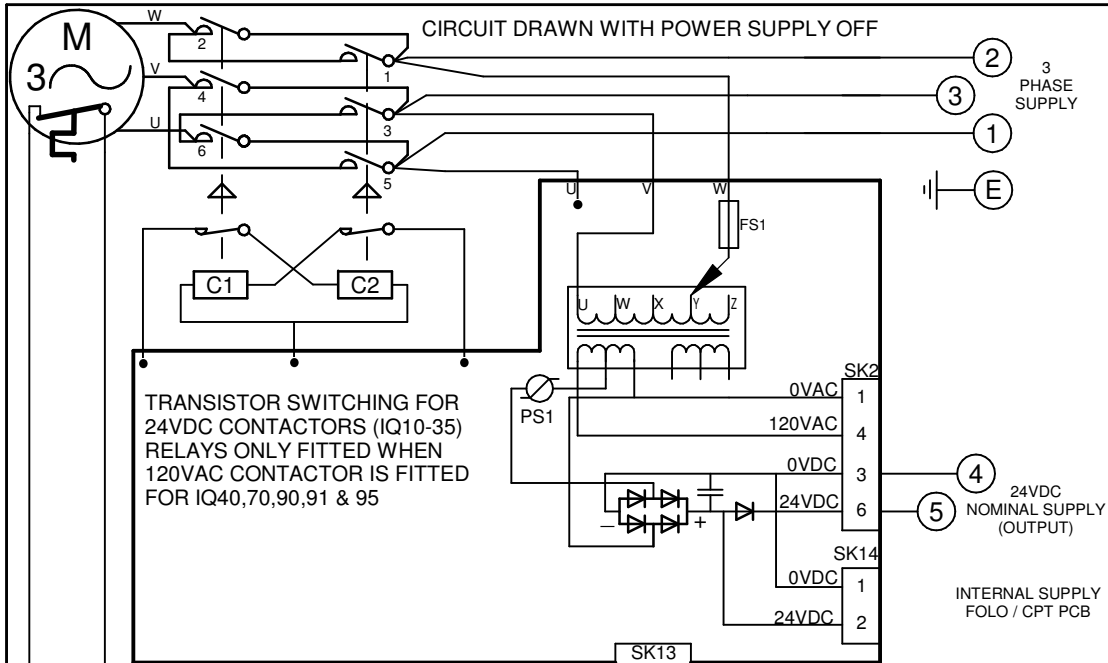 CIRCUIT DRAWN WITH POWER SUPPLY OFF
W
M
3
V
U
2
4
6
1
3
5
2
3
1
E
3
PHASE
SUPPLY
U
V
W
FS1
C1
C2
U
W
X
Y
Z
TRANSISTOR SWITCHING FOR
24VDC CONTACTORS (IQ10-35)
RELAYS ONLY FITTED WHEN
120VAC CONTACTOR IS FITTED
FOR IQ40,70,90,91 & 95
PS1
SK2
0VAC 1
120VAC 4
0VDC 3
24VDC 6
4
5
24VDC
NOMINAL SUPPLY
(OUTPUT)
– +
SK14
0VDC 1
24VDC 2
INTERNAL SUPPLY
FOLO / CPT PCB
SK13